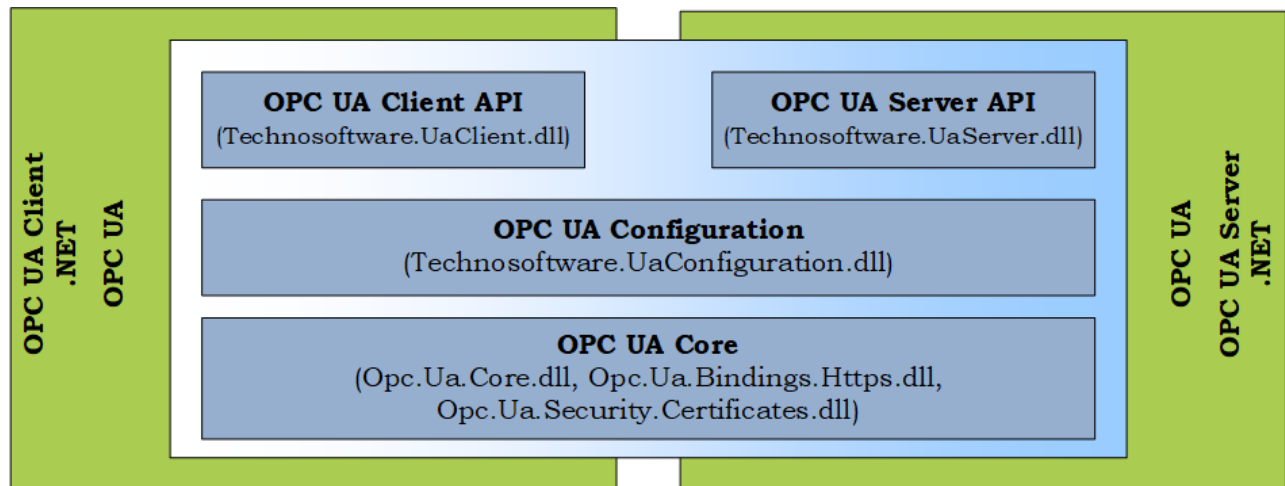 OPC UA Client
.NET
OPC UA
OPC UA Client API
(Technosoftware.UaClient.dll)
OPC UA Server API
(Technosoftware.UaServer.dll)
OPC UA Configuration
(Technosoftware.UaConfiguration.dll)
OPC UA Core
(Opc.Ua.Core.dll, Opc.Ua.Bindings.Https.dll,
Opc.Ua.Security.Certificates.dll)
OPC UA
OPC UA Server
.NET